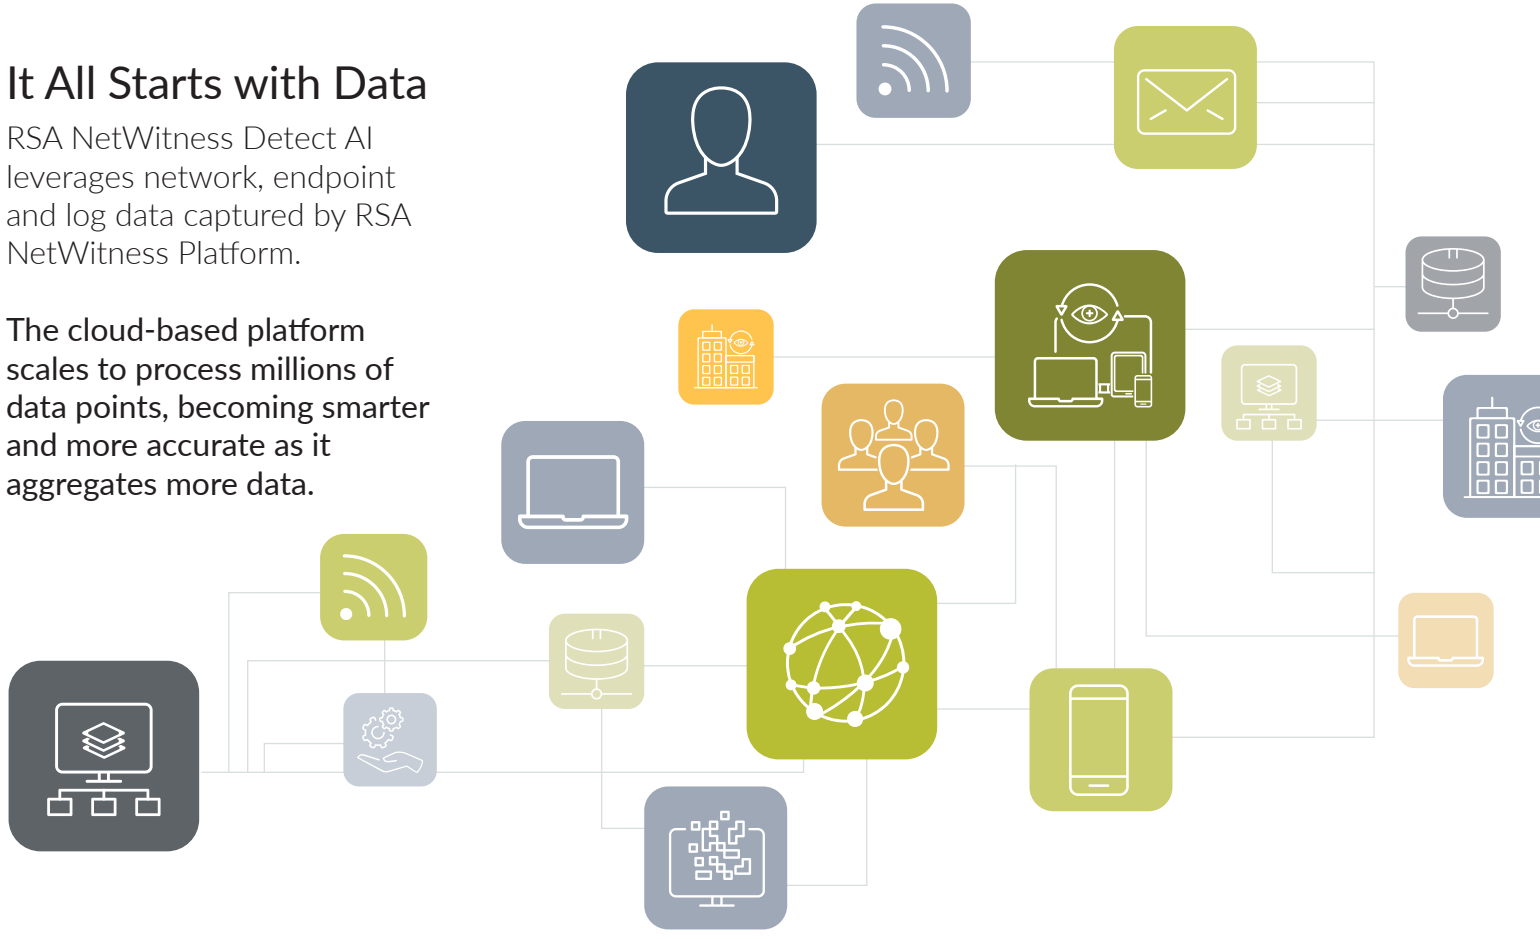 It All Starts with Data
RSA NetWitness Detect AI
leverages network, endpoint
and log data captured by RSA
NetWitness Platform.
The cloud-based platform
scales to process millions of
data points, becoming smarter
and more accurate as it
aggregates more data.